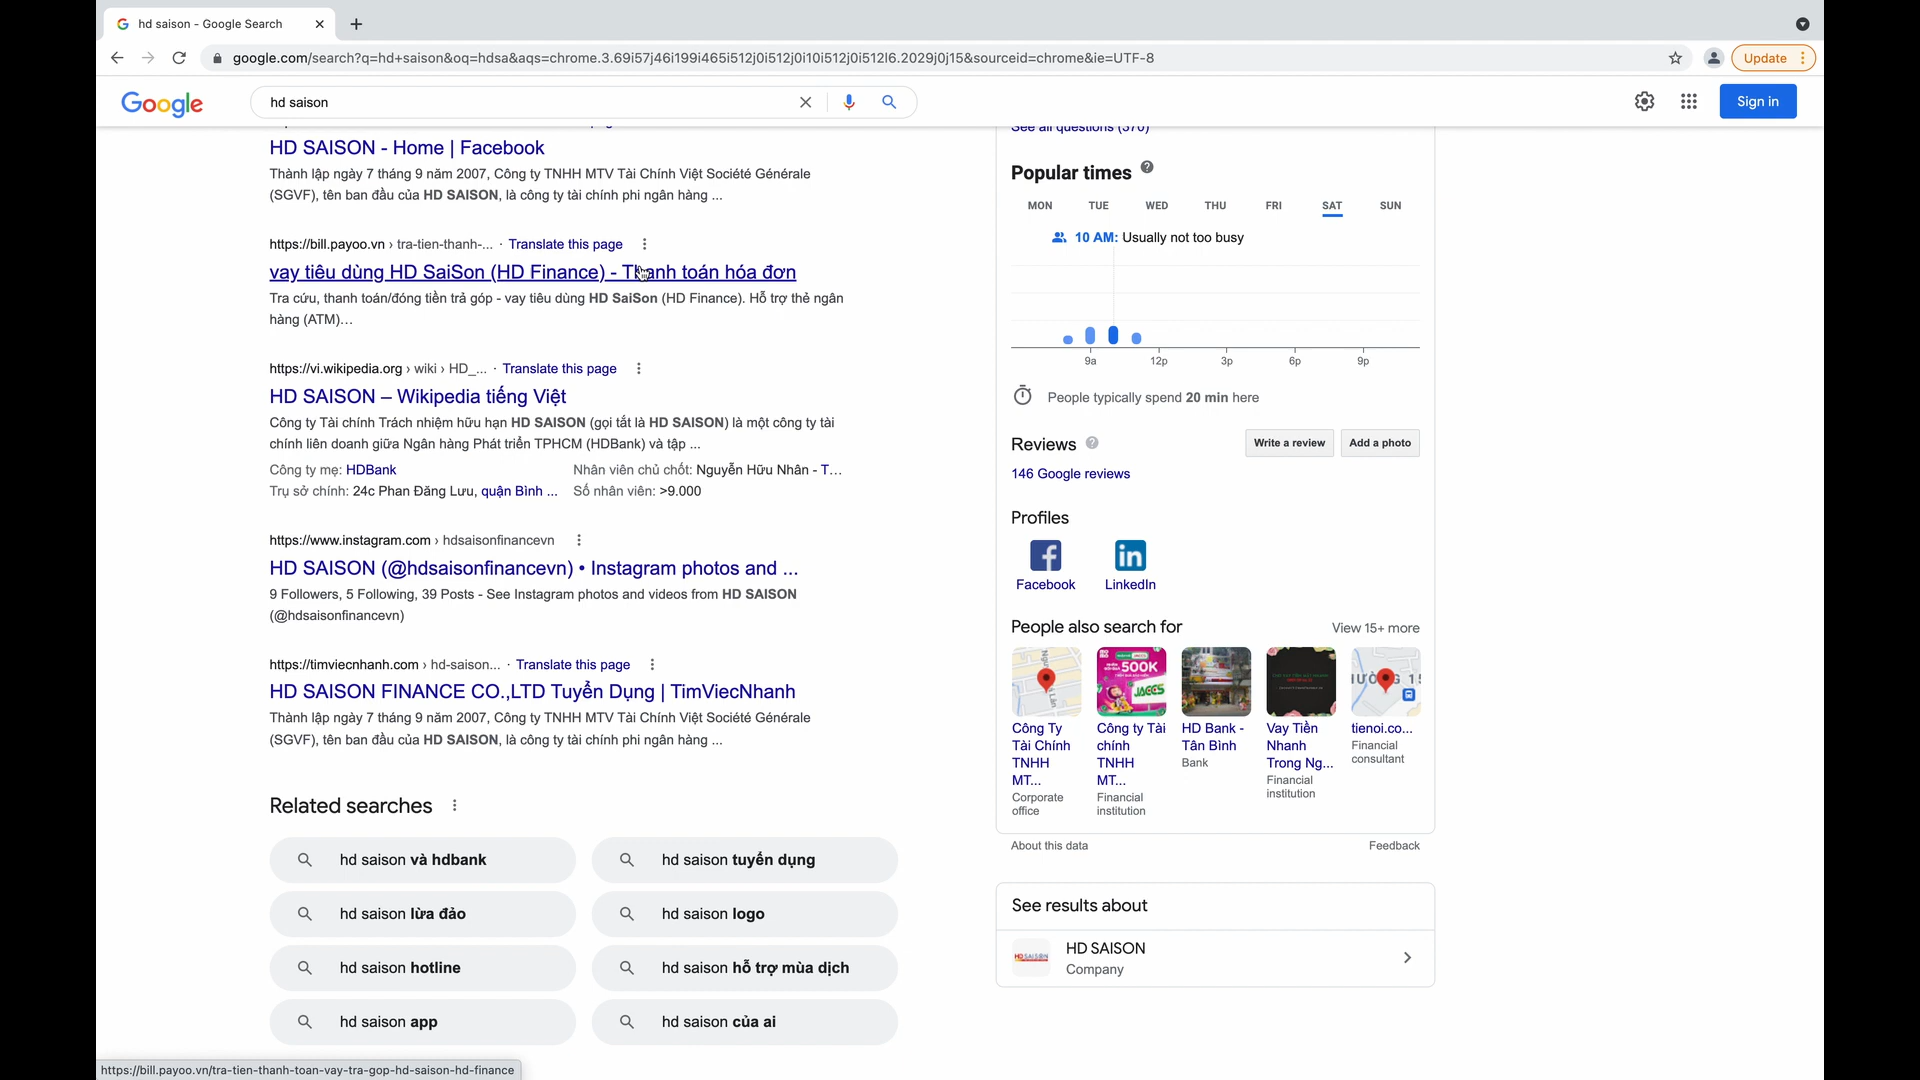 hd saison - Google Search
google.com/search?q=hd+saison&oq=hdsa&aqs=chrome.3.69i57j46i199i465i512j0i512j0i10i512j0i512l6.2029j0j15&sourceid=chrome&ie=UTF-8
Update
Google
hd saison
Sign in
HD SAISON - Home | Facebook
Thành lập ngày 7 tháng 9 năm 2007, Công ty TNHH MTV Tài Chính Việt Société Générale
(SGVF), tên ban đầu của HD SAISON, là công ty tài chính phi ngân hàng ...
https://bill.payoo.vn › tra-tien-thanh-... · Translate this page
vay tiêu dùng HD SaiSon (HD Finance) - Thanh toán hóa đơn
Tra cứu, thanh toán/đóng tiền trả góp - vay tiêu dùng HD SaiSon (HD Finance). Hỗ trợ thẻ ngân
hàng (ATM)...
https://vi.wikipedia.org › wiki › HD_... · Translate this page
HD SAISON – Wikipedia tiếng Việt
Công ty Tài chính Trách nhiệm hữu hạn HD SAISON (gọi tắt là HD SAISON) là một công ty tài
chính liên doanh giữa Ngân hàng Phát triển TPHCM (HDBank) và tập ...
Công ty mẹ: HDBank
Nhân viên chủ chốt: Nguyễn Hữu Nhân - T...
Trụ sở chính: 24c Phan Đăng Lưu, quận Bình ...
Số nhân viên: >9.000
https://www.instagram.com › hdsaisonfinancevn
HD SAISON (@hdsaisonfinancevn) • Instagram photos and ...
9 Followers, 5 Following, 39 Posts - See Instagram photos and videos from HD SAISON
(@hdsaisonfinancevn)
https://timviecnhanh.com › hd-saison... · Translate this page
HD SAISON FINANCE CO.,LTD Tuyển Dụng | TimViecNhanh
Thành lập ngày 7 tháng 9 năm 2007, Công ty TNHH MTV Tài Chính Việt Société Générale
(SGVF), tên ban đầu của HD SAISON, là công ty tài chính phi ngân hàng ...
Related searches
hd saison và hdbank
hd saison tuyển dụng
hd saison lừa đảo
hd saison logo
hd saison hotline
hd saison hỗ trợ mùa dịch
hd saison app
hd saison của ai
https://bill.payoo.vn/tra-tien-thanh-toan-vay-tra-gop-hd-saison-hd-finance
See all questions (370)
Popular times
MON TUE WED THU FRI SAT SUN
10 AM: Usually not too busy
9a 12p 3p 6p 9p
People typically spend 20 min here
Reviews
Write a review
Add a photo
146 Google reviews
Profiles
Facebook
LinkedIn
People also search for
View 15+ more
500K
JACCS
Công Ty
Tài Chính
TNHH
MT...
Corporate
office
Công ty Tài
chính
TNHH
MT...
Financial
institution
HD Bank -
Tân Bình
Bank
Vay Tiền
Nhanh
Trong Ng...
Financial
institution
tienoi.co...
Financial
consultant
About this data
Feedback
See results about
HD SAISON
HD SAISON
Company